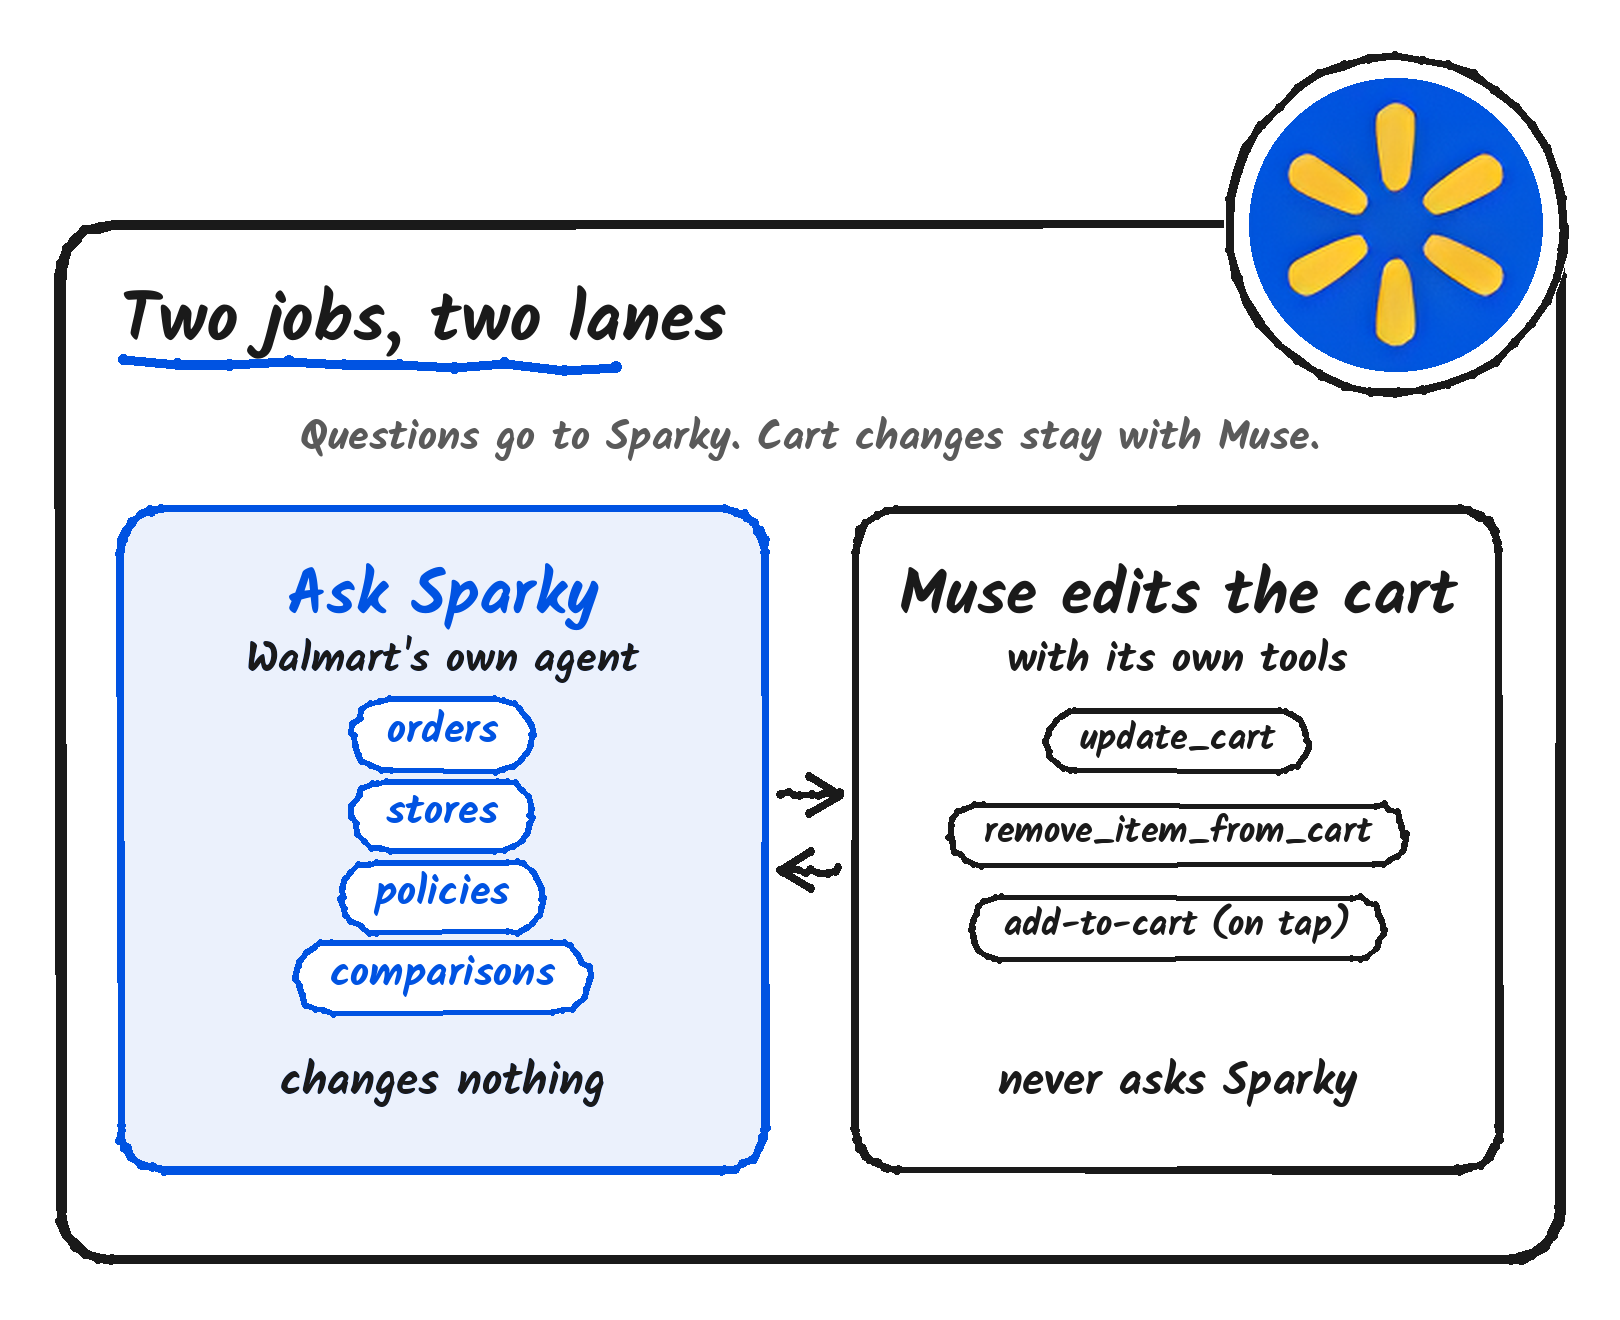 Two jobs, two lanes
Questions go to Sparky. Cart changes stay with Muse.
Ask Sparky
Walmart's own agent
orders
stores
policies
comparisons
changes nothing
Muse edits the cart
with its own tools
update_cart
remove_item_from_cart
add-to-cart (on tap)
never asks Sparky